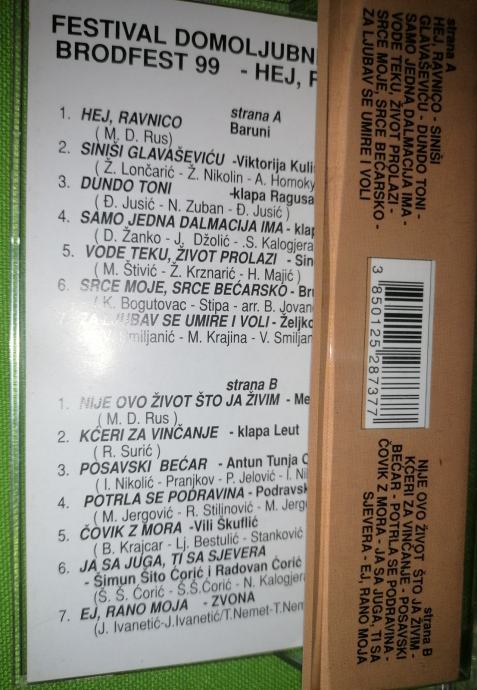 FESTIVAL DOMOLJUBN
BRODFEST 99 - HEJ,
strana A
1. HEJ, RAVNICO Baruni
( M. D. Rus)
2. SINIŠI GLAVAŠEVIĆU -Viktorija Kuli
( Ž. Lončarić - Ž. Nikolin - A. Homoky
3. DUNDO TONI -klapa Ragusa
( Đ. Jusić - N. Zuban - Đ. Jusić )
4. SAMO JEDNA DALMACIJA IMA - klap
( D. Žanko - J. Džolić -.S. Kalogjera
5. VODE TEKU, ŽIVOT PROLAZI - Sin
( M. Štivić - Ž. Krznarić - H. Majić )
6. SRCE MOJE, SRCE BEĆARSKO - Br
( K. Bogutovac - Stipa - arr. B. Jovan
7. ZA LJUBAV SE UMIRE I VOLI - Željko
Smiljanić - M. Krajina - V. Smiljan
strana B
1. NIJE OVO ŽIVOT ŠTO JA ŽIVIM - Me
( M. D. Rus )
2. KĆERI ZA VINČANJE - klapa Leut
( R. Surić )
3. POSAVSKI BEĆAR - Antun Tunja
( I. Nikolić - Pranjkov - P. Jelović - I. Ni
4. POTRLA SE PODRAVINA - Podravsk
( M. Jergović - R. Stilinović - M. Jerg
5. ČOVIK Z MORA -Vili Škuflić
( B. Krajcar - Lj. Bestulić - Stanković
6. JA SA JUGA, TI SA SJEVERA
- Šimun Šito Ćorić i Radovan Ćorić
(Š. Š. Ćorić - Š.Š.Ćorić - N. Kalogjera
7. EJ, RANO MOJA - ZVONA
(J. Ivanetić-J.Ivanetić/T.Nemet-T.Nem
strana A
HEJ, RAVNICO - SINIŠI
GLAVAŠEVIĆU - DUNDO TONI -
SAMO JEDNA DALMACIJA IMA -
VODE TEKU, ŽIVOT PROLAZI -
SRCE MOJE, SRCE BEĆARSKO -
ZA LJUBAV SE UMIRE I VOLI
3 850125 287377
strana B
NIJE OVO ŽIVOT ŠTO JA ŽIVIM -
KĆERI ZA VINČANJE - POSAVSKI
BEĆAR - POTRLA SE PODRAVINA -
ČOVIK Z MORA - JA SA JUGA, TI SA
SJEVERA - EJ, RANO MOJA